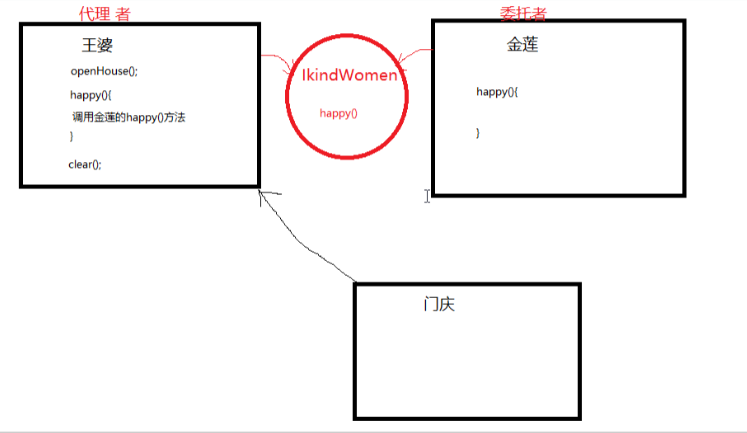 代理 者
王婆
openHouse();
happy(){
调用金莲的happy()方法
}
clear();
IkindWomen
happy()
委托者
金莲
happy(){
}
门庆